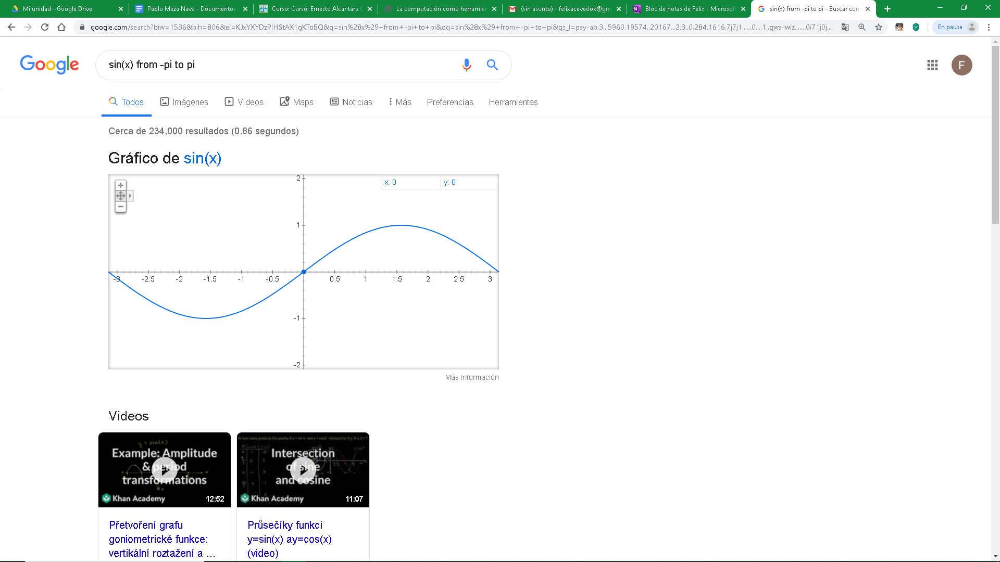 Mi unidad - Google Drive
Pablo Meza Nava - Documentos
Curso: Curso: Ernesto Alcantara
La computación como herramier
(sin asunto) - felixacevedok@gm
Bloc de notas de Felix - Microsoft
sin(x) from -pi to pi - Buscar con
google.com/search?biw=1536&bih=806&ei=KJxYXYDzPIHStAX1gKToBQ&q=sin%28x%29+from+-pi+to+pi&oq=sin%28x%29+from+-pi+to+pi&gs_l=psy-ab.3...5960.19574..20167...2.3..0.284.1616.7j7j1......0....1..gws-wiz.......0i71j0j...
En pausa
Google
sin(x) from -pi to pi
F
Todos Imágenes Videos Maps Noticias Más Preferencias Herramientas
Cerca de 234,000 resultados (0.86 segundos)
Gráfico de sin(x)
x: 0 y: 0
2
1
-3 -2.5 -2 -1.5 -1 -0.5 0.5 1 1.5 2 2.5 3
-1
-2
Más información
Videos
y = sin(x)
Example: Amplitude
& period
transformations
Khan Academy
12:52
Intersection
of sine
and cosine
Khan Academy
11:07
Přetvoření grafu
goniometrické funkce:
vertikální roztažení a ...
Průsečíky funkcí
y=sin(x) ay=cos(x)
(video)